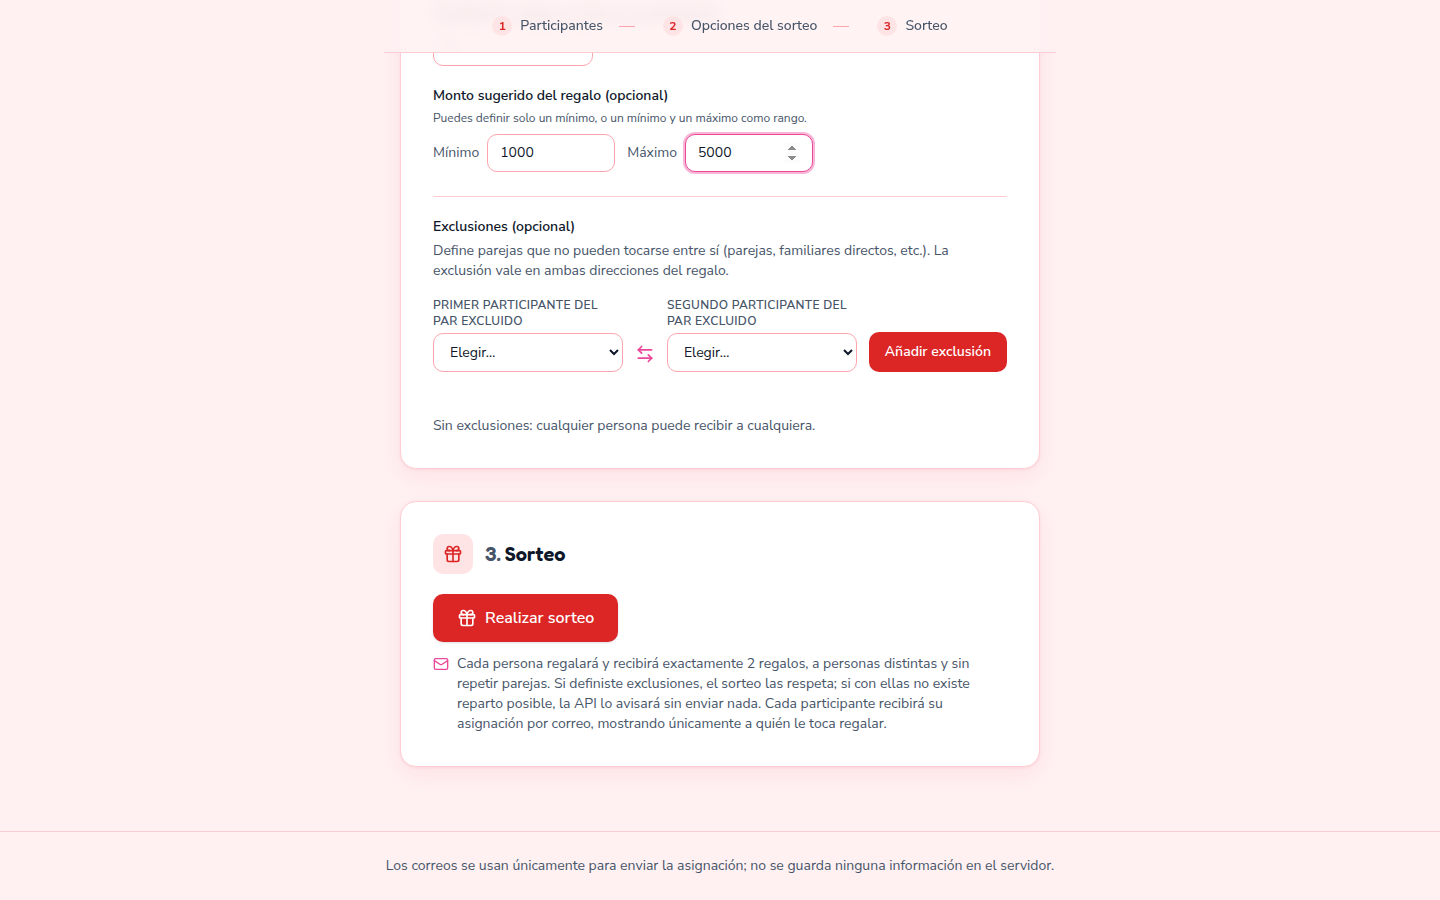 1 Participantes
2 Opciones del sorteo
3 Sorteo
Monto sugerido del regalo (opcional)
Puedes definir solo un mínimo, o un mínimo y un máximo como rango.
Mínimo 1000 Máximo 5000
Exclusiones (opcional)
Define parejas que no pueden tocarse entre sí (parejas, familiares directos, etc.). La
exclusión vale en ambas direcciones del regalo.
PRIMER PARTICIPANTE DEL
PAR EXCLUIDO
Elegir...
SEGUNDO PARTICIPANTE DEL
PAR EXCLUIDO
Elegir...
Añadir exclusión
Sin exclusiones: cualquier persona puede recibir a cualquiera.
3. Sorteo
Realizar sorteo
Cada persona regalará y recibirá exactamente 2 regalos, a personas distintas y sin
repetir parejas. Si definiste exclusiones, el sorteo las respeta; si con ellas no existe
reparto posible, la API lo avisará sin enviar nada. Cada participante recibirá su
asignación por correo, mostrando únicamente a quién le toca regalar.
Los correos se usan únicamente para enviar la asignación; no se guarda ninguna información en el servidor.